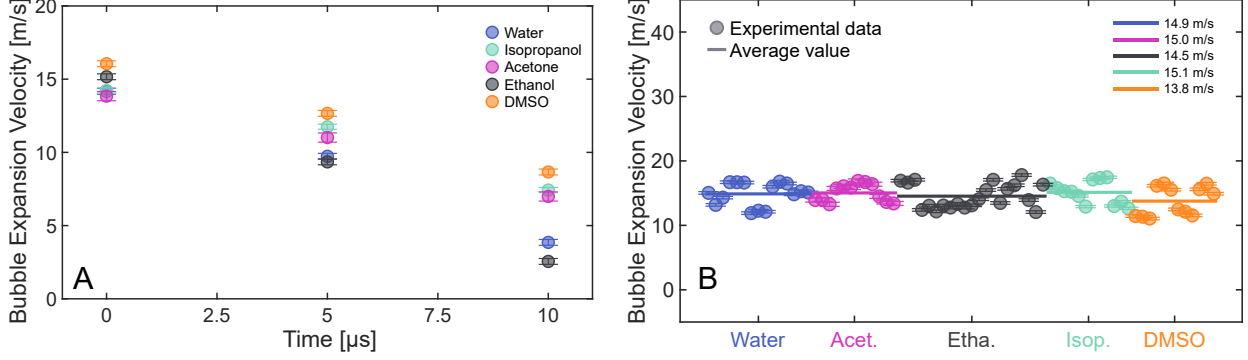 Bubble Expansion Velocity [m/s]
20
15
10
5
0
Water
Isopropanol
Acetone
Ethanol
DMSO
A
0
2.5
5
7.5
10
Time [µs]
Bubble Expansion Velocity [m/s]
40
30
20
10
0
Experimental data
Average value
14.9 m/s
15.0 m/s
14.5 m/s
15.1 m/s
13.8 m/s
B
Water
Acet.
Etha.
Isop.
DMSO